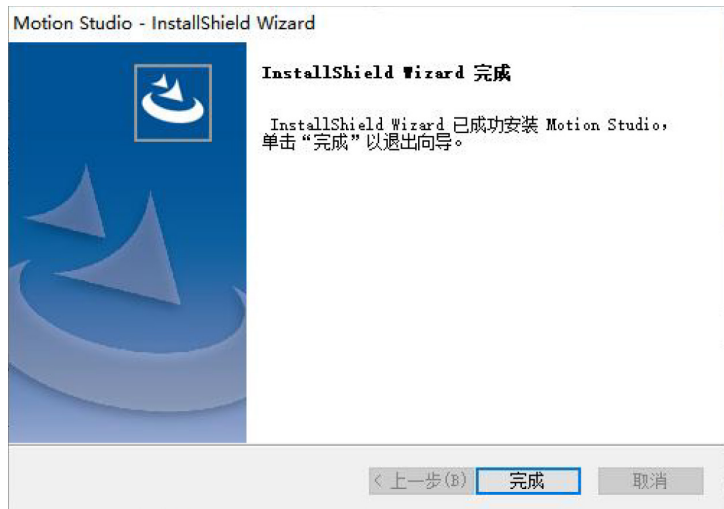 Motion Studio - InstallShield Wizard
InstallShield Wizard 完成
InstallShield Wizard 已成功安装 Motion Studio，
单击“完成”以退出向导。
< 上一步(B)
完成
取消